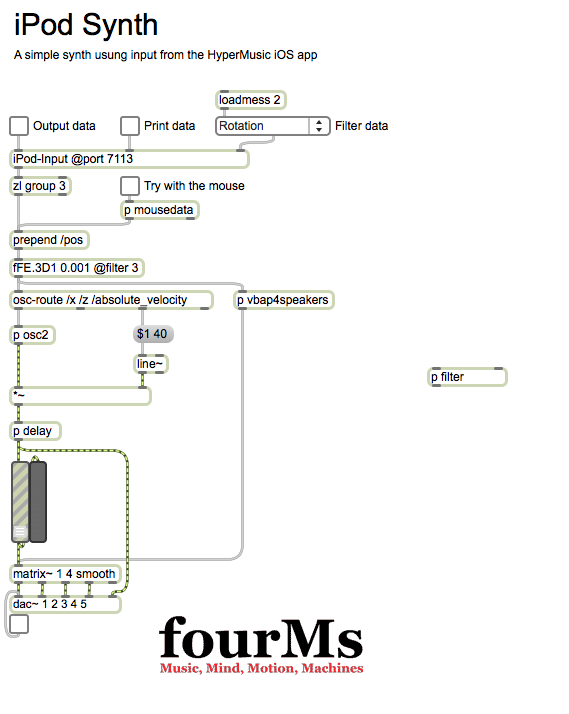 iPod Synth
A simple synth usung input from the HyperMusic iOS app
loadmess 2
Output data
Print data
Rotation
Filter data
iPod-Input @port 7113
zl group 3
Try with the mouse
p mousedata
prepend /pos
fFE.3D1 0.001 @filter 3
osc-route /x /z /absolute_velocity
p vbap4speakers
p osc2
$1 40
line~
p filter
*~
p delay
matrix~ 1 4 smooth
dac~ 1 2 3 4 5
fourMs
Music, Mind, Motion, Machines